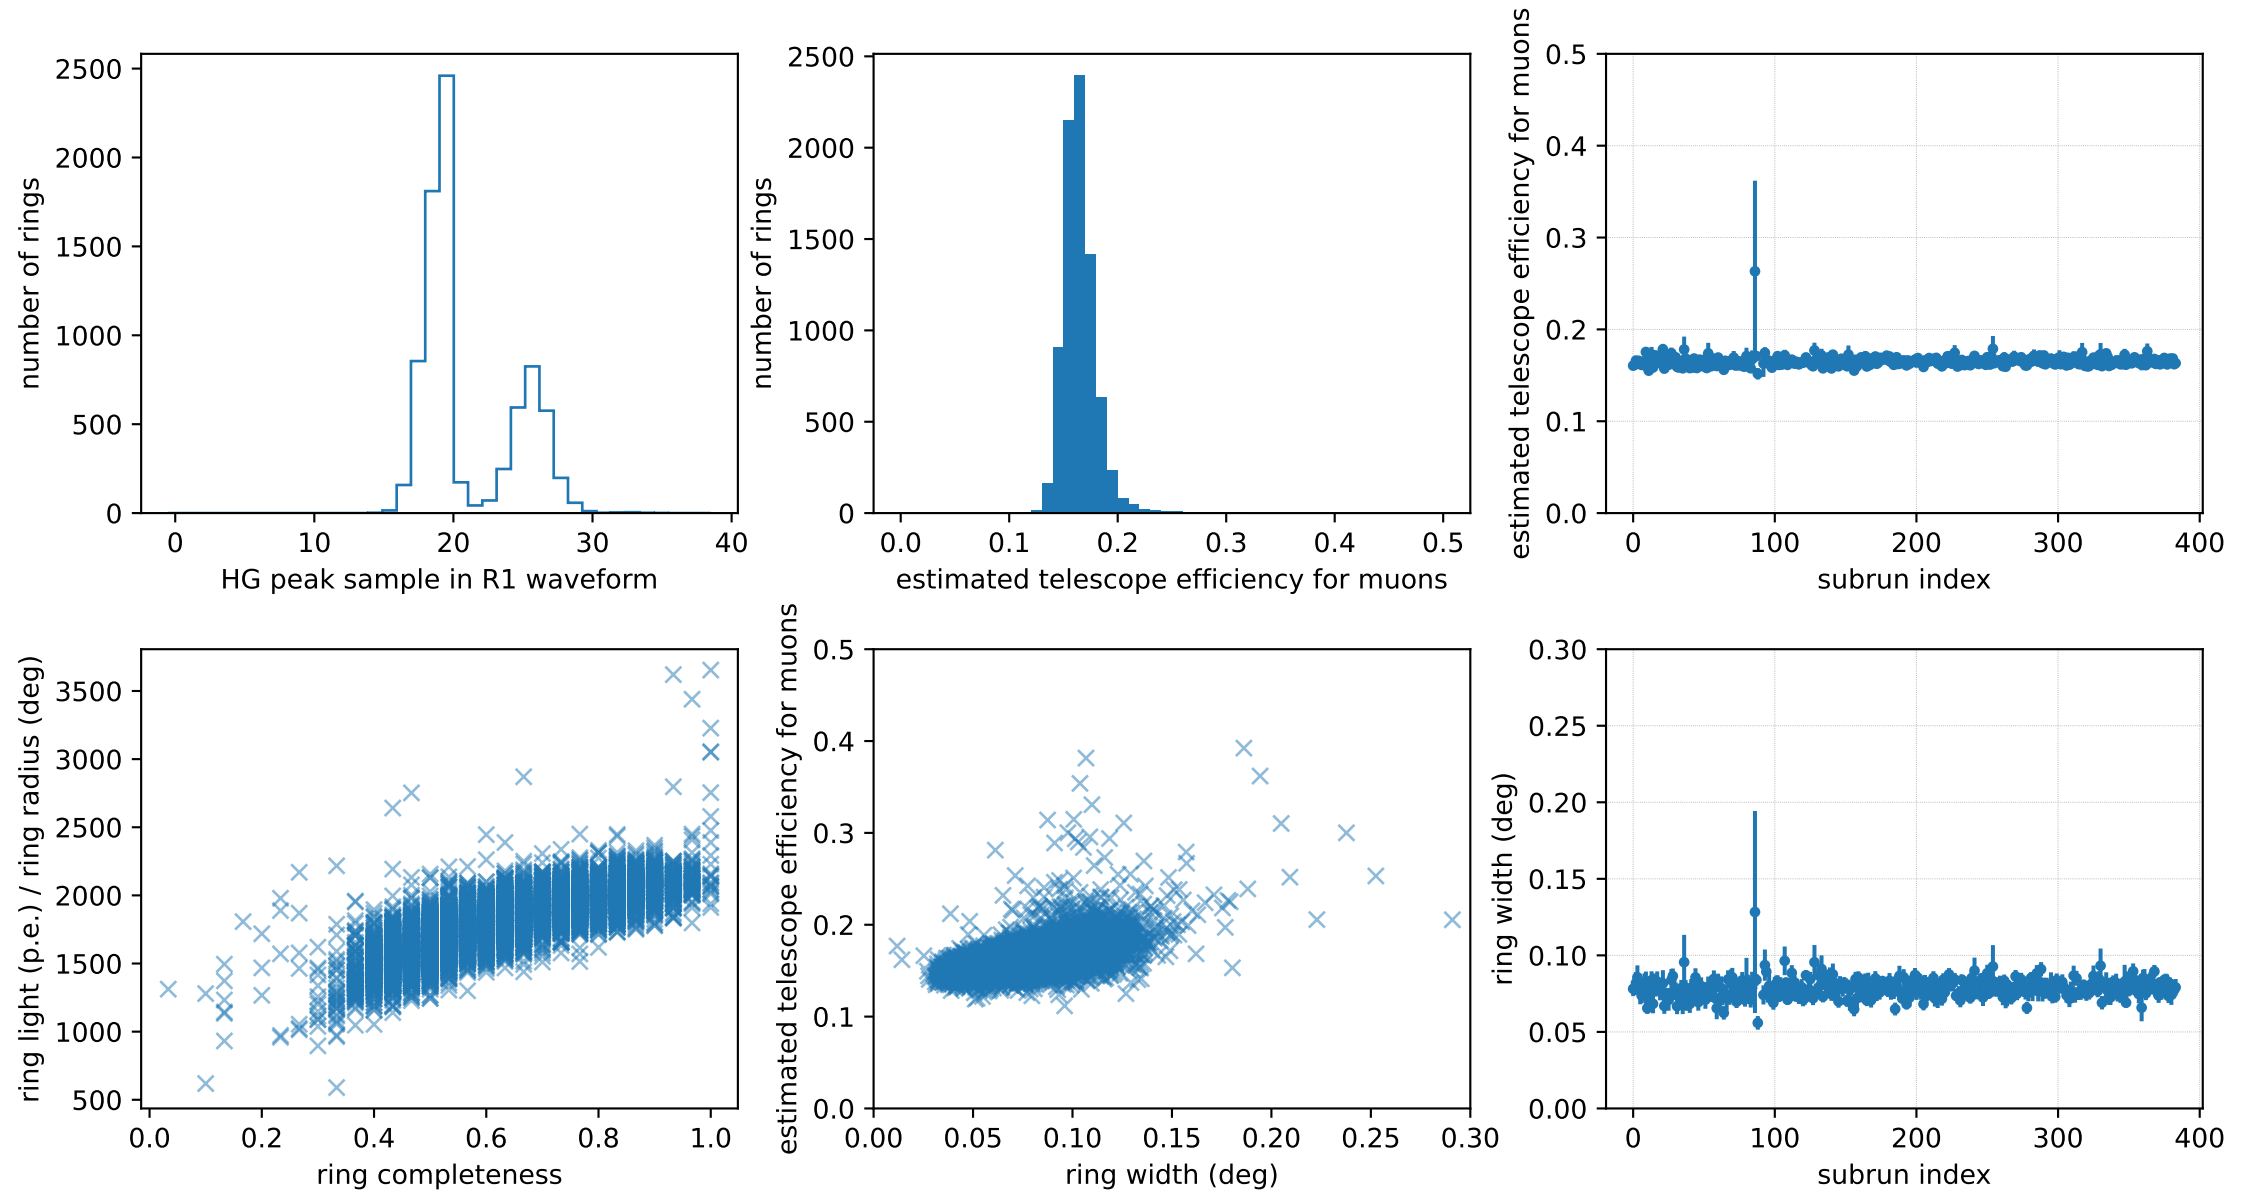 2500
2000
1500
1000
500
0
number of rings
0 10 20 30 40
HG peak sample in R1 waveform
2500
2000
1500
1000
500
0
number of rings
0.0 0.1 0.2 0.3 0.4 0.5
estimated telescope efficiency for muons
0.5
0.4
0.3
0.2
0.1
0.0
estimated telescope efficiency for muons
0 100 200 300 400
subrun index
3500
3000
2500
2000
1500
1000
500
ring light (p.e.) / ring radius (deg)
0.0 0.2 0.4 0.6 0.8 1.0
ring completeness
0.5
0.4
0.3
0.2
0.1
0.0
estimated telescope efficiency for muons
0.00 0.05 0.10 0.15 0.20 0.25 0.30
ring width (deg)
0.30
0.25
0.20
0.15
0.10
0.05
0.00
ring width (deg)
0 100 200 300 400
subrun index